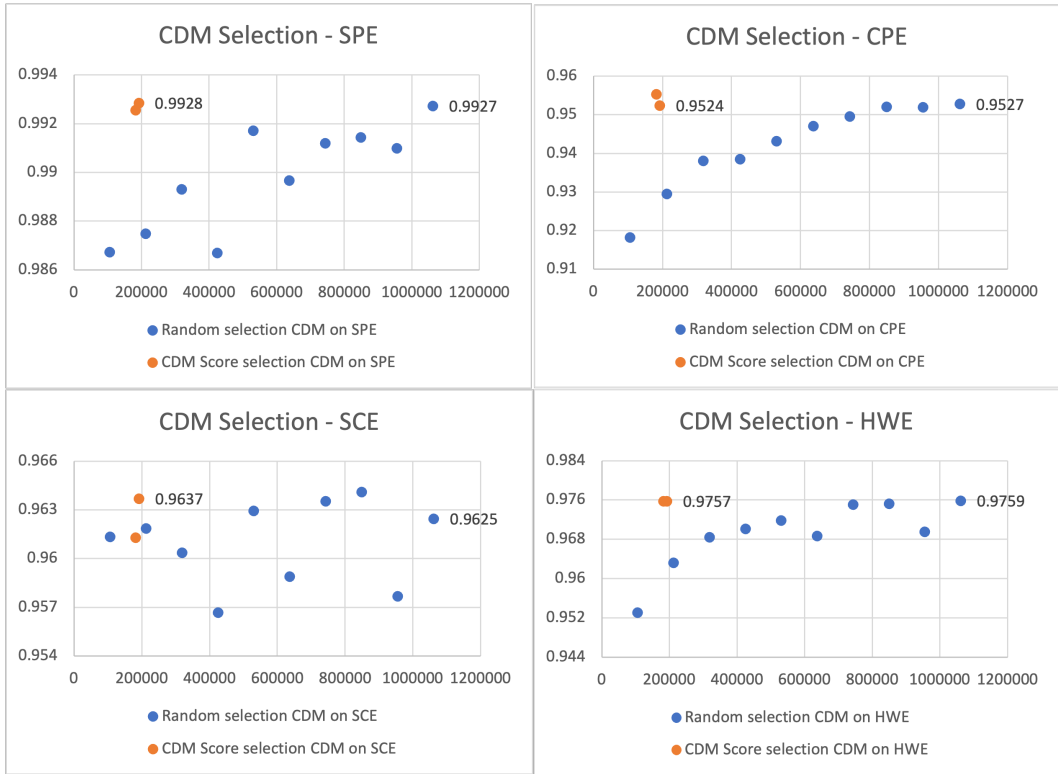 CDM Selection - SPE
0.994
0.992
0.99
0.988
0.986
0.9928
0.9927
0 200000 400000 600000 800000 1000000 1200000
Random selection CDM on SPE
CDM Score selection CDM on SPE
CDM Selection - CPE
0.96
0.95
0.94
0.93
0.92
0.91
0.9524
0.9527
0 200000 400000 600000 800000 1000000 1200000
Random selection CDM on CPE
CDM Score selection CDM on CPE
CDM Selection - SCE
0.966
0.963
0.96
0.957
0.954
0.9637
0.9625
0 200000 400000 600000 800000 1000000 1200000
Random selection CDM on SCE
CDM Score selection CDM on SCE
CDM Selection - HWE
0.984
0.976
0.968
0.96
0.952
0.944
0.9757
0.9759
0 200000 400000 600000 800000 1000000 1200000
Random selection CDM on HWE
CDM Score selection CDM on HWE